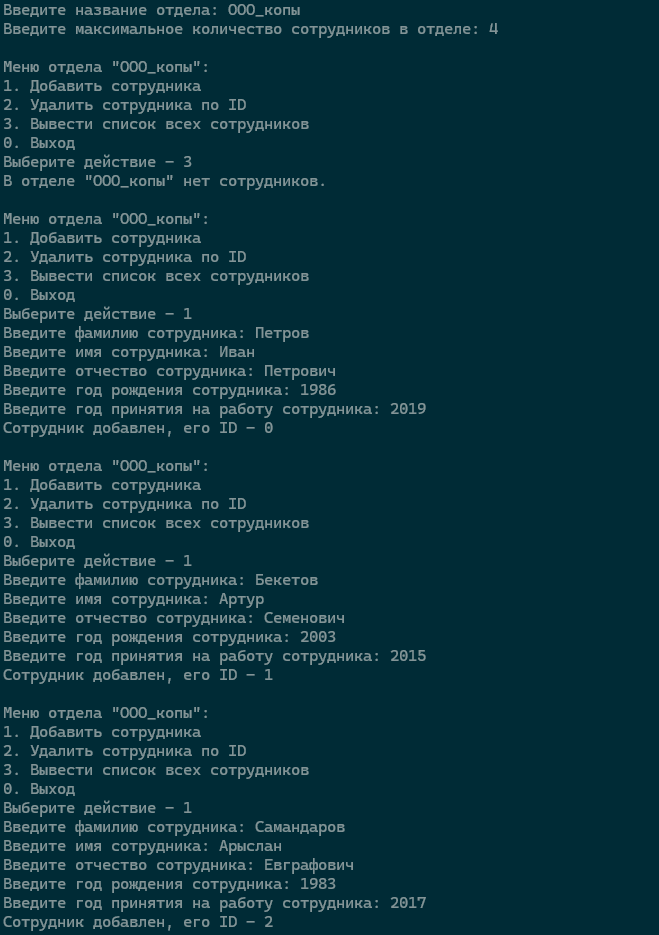 Введите название отдела: ООО_копы
Введите максимальное количество сотрудников в отделе: 4
Меню отдела "ООО_копы":
1. Добавить сотрудника
2. Удалить сотрудника по ID
3. Вывести список всех сотрудников
0. Выход
Выберите действие – 3
В отделе "ООО_копы" нет сотрудников.
Меню отдела "ООО_копы":
1. Добавить сотрудника
2. Удалить сотрудника по ID
3. Вывести список всех сотрудников
0. Выход
Выберите действие – 1
Введите фамилию сотрудника: Петров
Введите имя сотрудника: Иван
Введите отчество сотрудника: Петрович
Введите год рождения сотрудника: 1986
Введите год принятия на работу сотрудника: 2019
Сотрудник добавлен, его ID – 0
Меню отдела "ООО_копы":
1. Добавить сотрудника
2. Удалить сотрудника по ID
3. Вывести список всех сотрудников
0. Выход
Выберите действие – 1
Введите фамилию сотрудника: Бекетов
Введите имя сотрудника: Артур
Введите отчество сотрудника: Семенович
Введите год рождения сотрудника: 2003
Введите год принятия на работу сотрудника: 2015
Сотрудник добавлен, его ID – 1
Меню отдела "ООО_копы":
1. Добавить сотрудника
2. Удалить сотрудника по ID
3. Вывести список всех сотрудников
0. Выход
Выберите действие – 1
Введите фамилию сотрудника: Самандаров
Введите имя сотрудника: Арыслан
Введите отчество сотрудника: Евграфович
Введите год рождения сотрудника: 1983
Введите год принятия на работу сотрудника: 2017
Сотрудник добавлен, его ID – 2